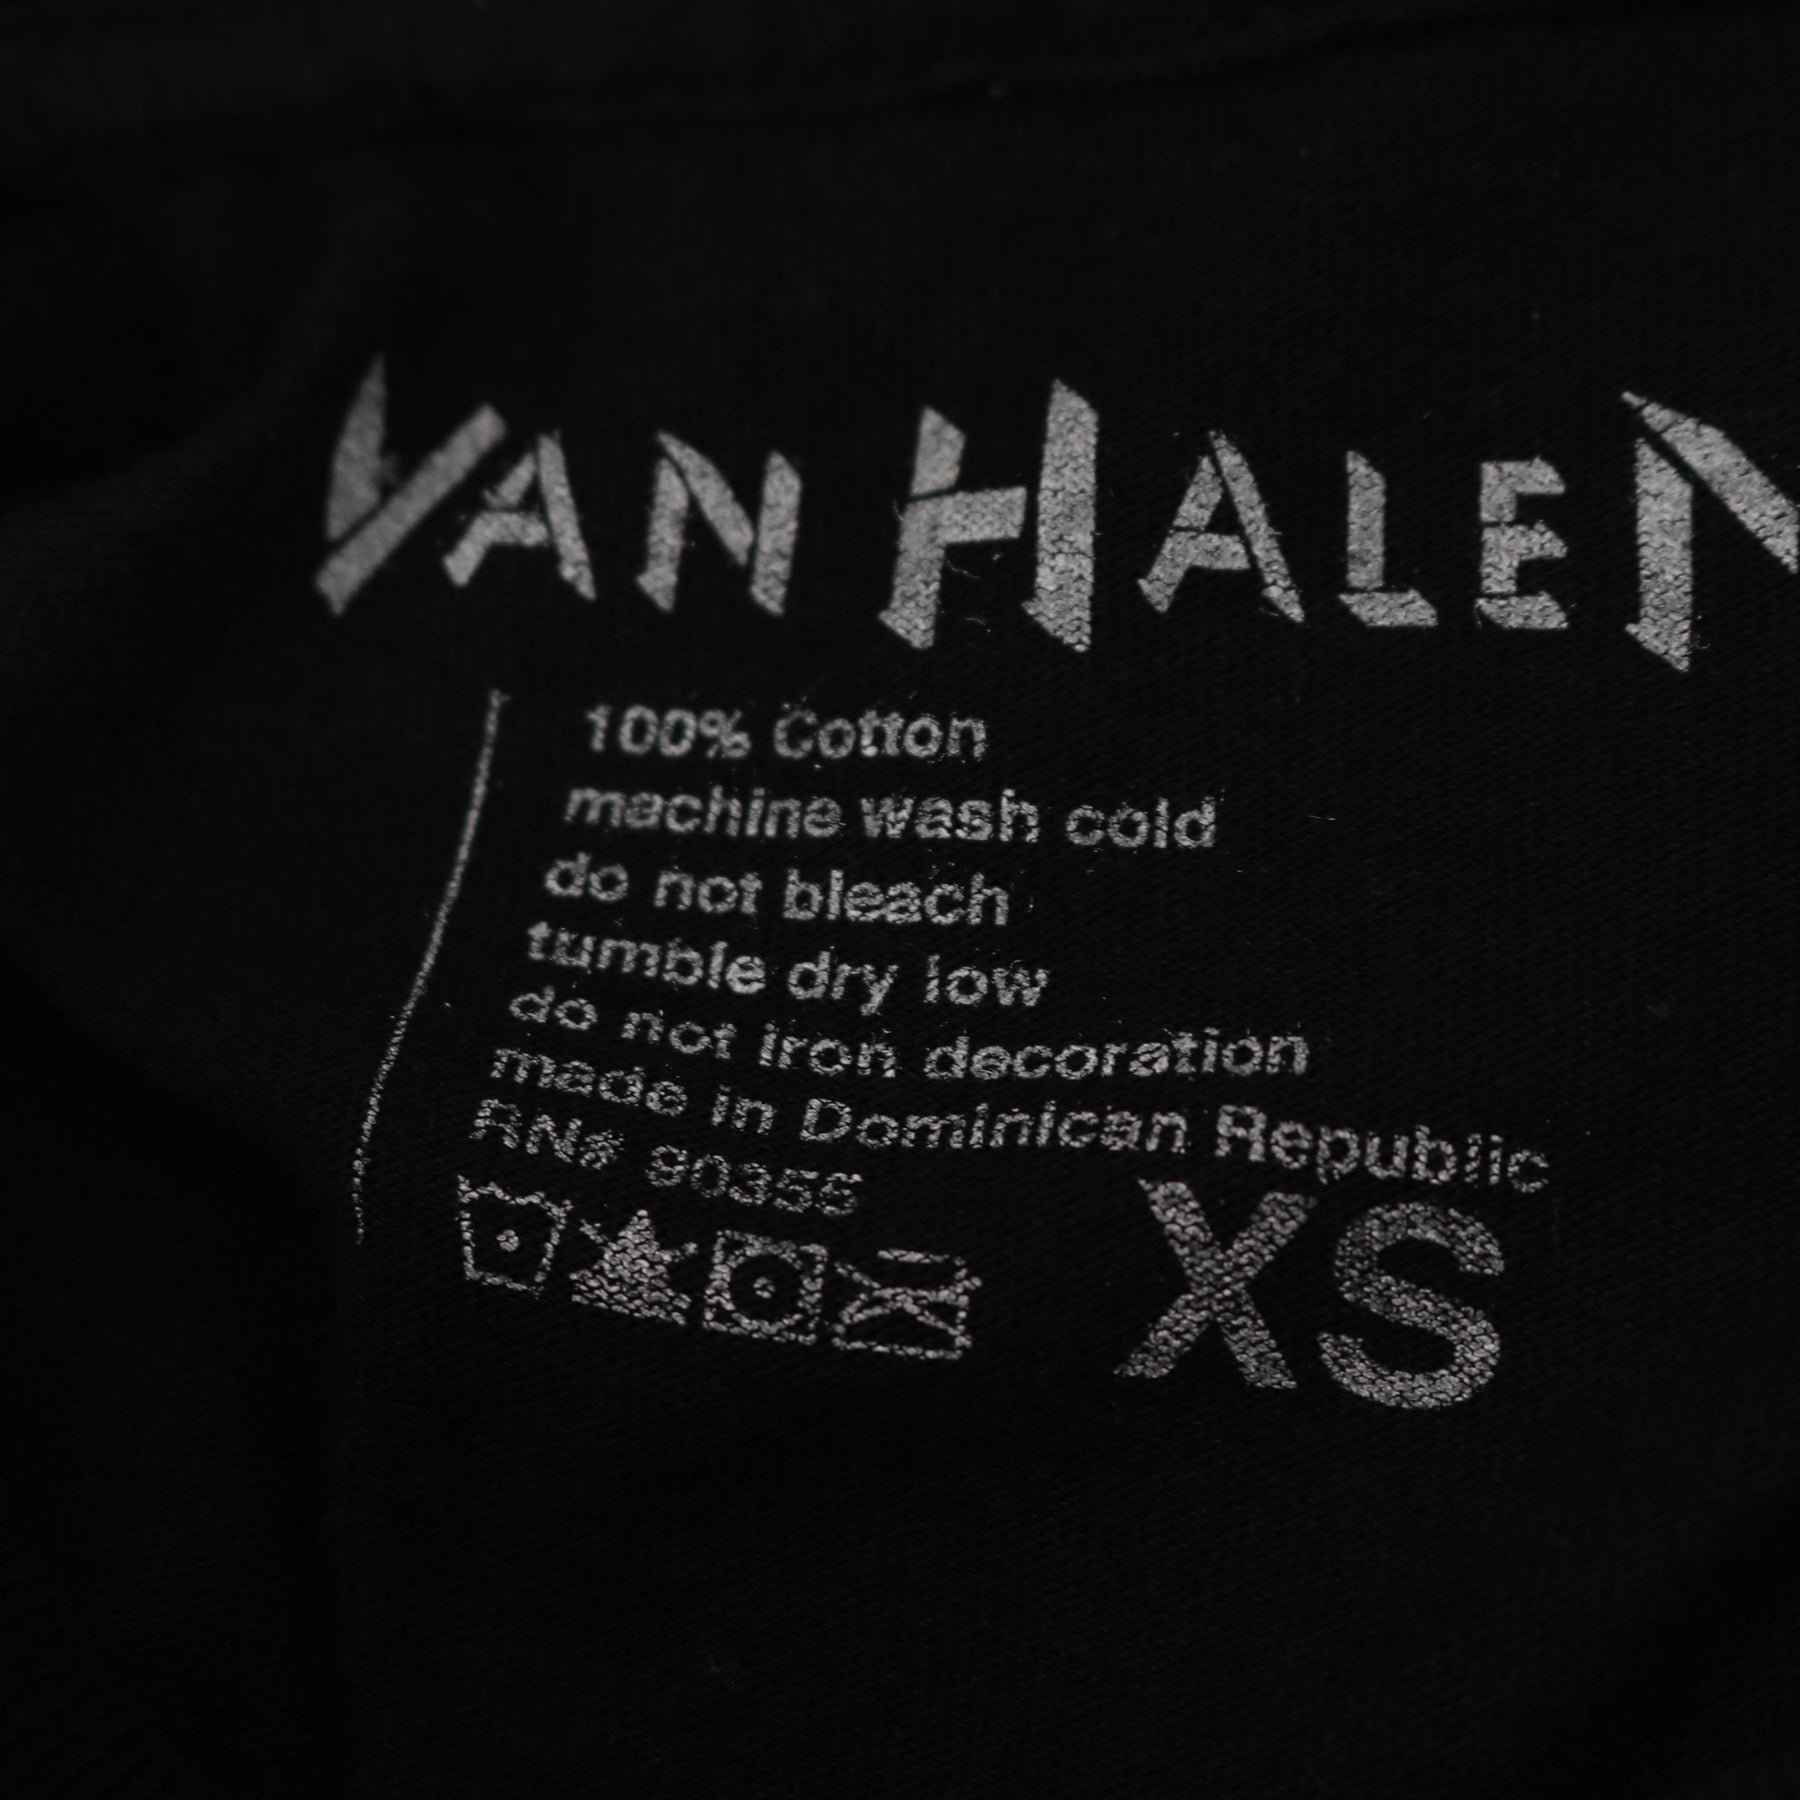 VAN HALEN
100% Cotton
machine wash cold
do not bleach
tumble dry low
do not iron decoration
made in Dominican Republic
RN#
XS